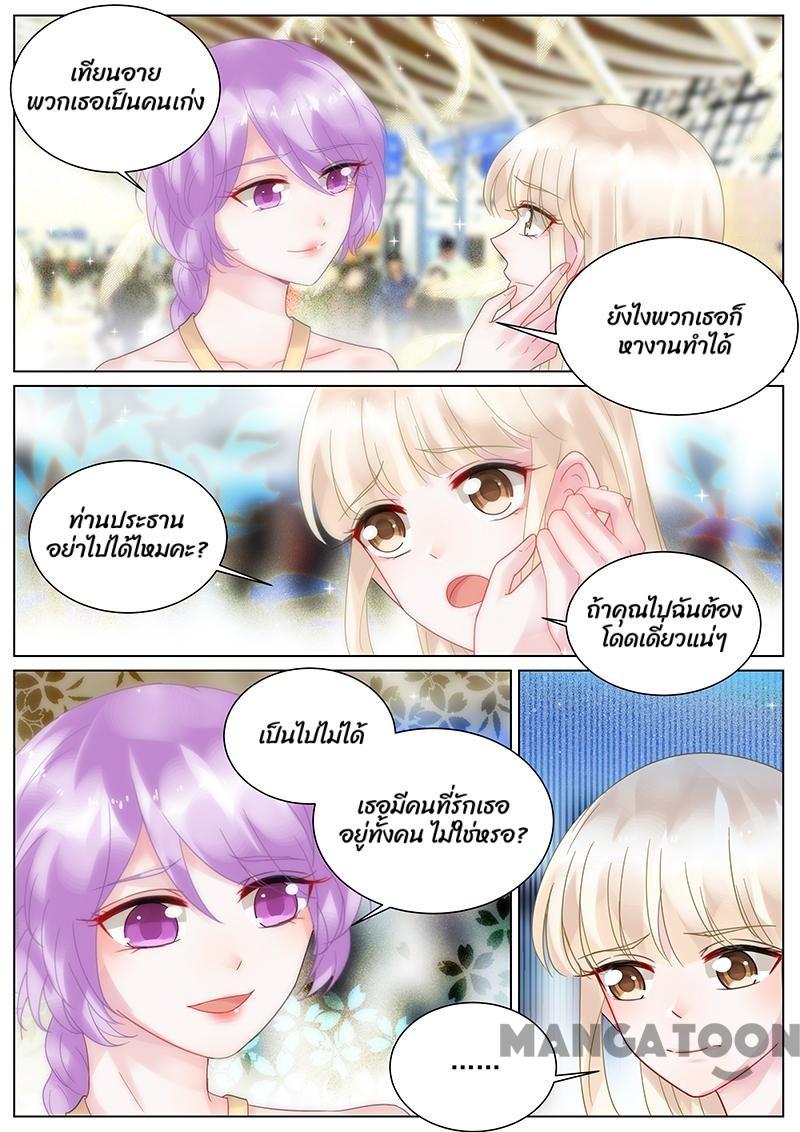 เทียนอาย
พวกเธอเป็นคนเก่ง
ยังไงพวกเธอก็
หางานทำได้
ท่านประธาน
อย่าไปได้ไหมคะ?
ถ้าคุณไปฉันต้อง
โดดเดี่ยวแน่ๆ
เป็นไปไม่ได้
เธอมีคนที่รักเธอ
อยู่ทั้งคน ไม่ใช่หรอ?
......
MANGATOON